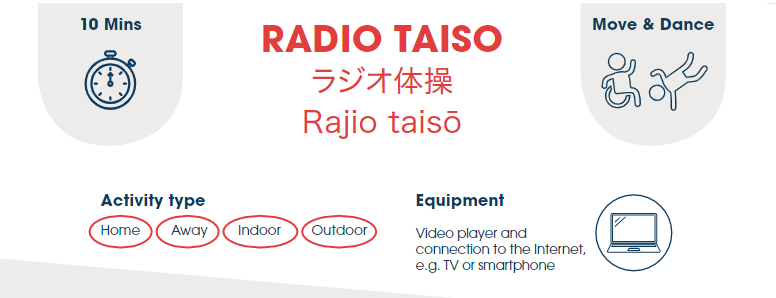 10 Mins
RADIO TAISO
ラジオ体操
Rajio taisō
Move & Dance
Activity type
Home Away Indoor Outdoor
Equipment
Video player and
connection to the Internet,
e.g. TV or smartphone